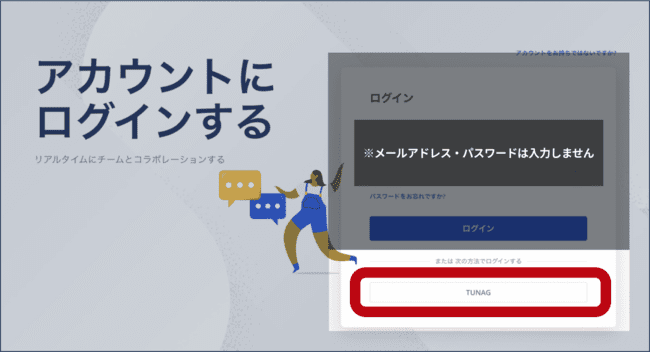 アカウントをお持ちではないですか?
アカウントに
ログインする
リアルタイムにチームとコラボレーションする
ログイン
※メールアドレス・パスワードは入力しません
パスワードをお忘れですか?
ログイン
または 次の方法でログインする
TUNAG